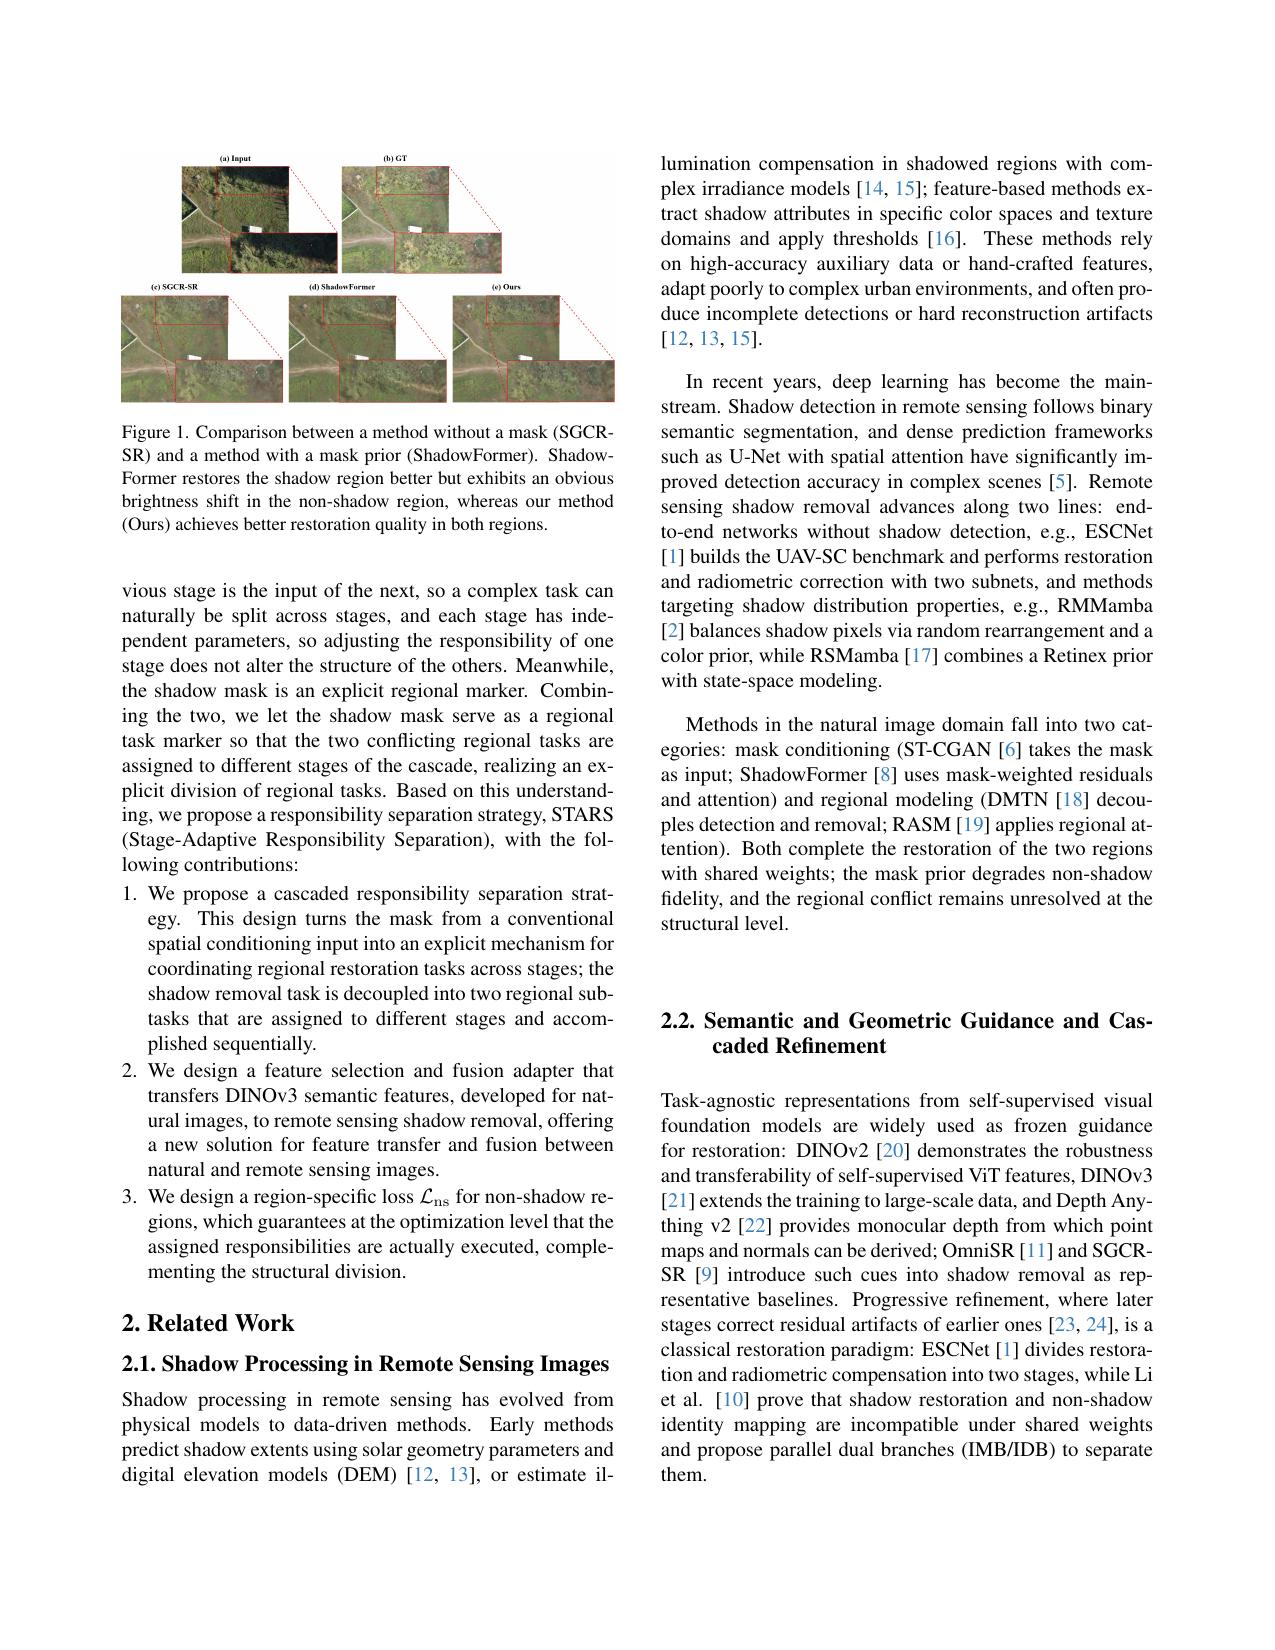 (a) Input
(b) GT
(c) SGCR-SR
(d) ShadowFormer
(e) Ours
Figure 1. Comparison between a method without a mask (SGCR-
SR) and a method with a mask prior (ShadowFormer). Shadow-
Former restores the shadow region better but exhibits an obvious
brightness shift in the non-shadow region, whereas our method
(Ours) achieves better restoration quality in both regions.
vious stage is the input of the next, so a complex task can
naturally be split across stages, and each stage has inde-
pendent parameters, so adjusting the responsibility of one
stage does not alter the structure of the others. Meanwhile,
the shadow mask is an explicit regional marker. Combin-
ing the two, we let the shadow mask serve as a regional
task marker so that the two conflicting regional tasks are
assigned to different stages of the cascade, realizing an ex-
plicit division of regional tasks. Based on this understand-
ing, we propose a responsibility separation strategy, STARS
(Stage-Adaptive Responsibility Separation), with the fol-
lowing contributions:
1. We propose a cascaded responsibility separation strat-
egy. This design turns the mask from a conventional
spatial conditioning input into an explicit mechanism for
coordinating regional restoration tasks across stages; the
shadow removal task is decoupled into two regional sub-
tasks that are assigned to different stages and accom-
plished sequentially.
2. We design a feature selection and fusion adapter that
transfers DINOv3 semantic features, developed for nat-
ural images, to remote sensing shadow removal, offering
a new solution for feature transfer and fusion between
natural and remote sensing images.
3. We design a region-specific loss ℒns for non-shadow re-
gions, which guarantees at the optimization level that the
assigned responsibilities are actually executed, comple-
menting the structural division.
2. Related Work
2.1. Shadow Processing in Remote Sensing Images
Shadow processing in remote sensing has evolved from
physical models to data-driven methods. Early methods
predict shadow extents using solar geometry parameters and
digital elevation models (DEM) [12, 13], or estimate il-
lumination compensation in shadowed regions with com-
plex irradiance models [14, 15]; feature-based methods ex-
tract shadow attributes in specific color spaces and texture
domains and apply thresholds [16]. These methods rely
on high-accuracy auxiliary data or hand-crafted features,
adapt poorly to complex urban environments, and often pro-
duce incomplete detections or hard reconstruction artifacts
[12, 13, 15].
In recent years, deep learning has become the main-
stream. Shadow detection in remote sensing follows binary
semantic segmentation, and dense prediction frameworks
such as U-Net with spatial attention have significantly im-
proved detection accuracy in complex scenes [5]. Remote
sensing shadow removal advances along two lines: end-
to-end networks without shadow detection, e.g., ESCNet
[1] builds the UAV-SC benchmark and performs restoration
and radiometric correction with two subnets, and methods
targeting shadow distribution properties, e.g., RMMamba
[2] balances shadow pixels via random rearrangement and a
color prior, while RSMamba [17] combines a Retinex prior
with state-space modeling.
Methods in the natural image domain fall into two cat-
egories: mask conditioning (ST-CGAN [6] takes the mask
as input; ShadowFormer [8] uses mask-weighted residuals
and attention) and regional modeling (DMTN [18] decou-
ples detection and removal; RASM [19] applies regional at-
tention). Both complete the restoration of the two regions
with shared weights; the mask prior degrades non-shadow
fidelity, and the regional conflict remains unresolved at the
structural level.
2.2. Semantic and Geometric Guidance and Cas-
caded Refinement
Task-agnostic representations from self-supervised visual
foundation models are widely used as frozen guidance
for restoration: DINOv2 [20] demonstrates the robustness
and transferability of self-supervised ViT features, DINOv3
[21] extends the training to large-scale data, and Depth Any-
thing v2 [22] provides monocular depth from which point
maps and normals can be derived; OmniSR [11] and SGCR-
SR [9] introduce such cues into shadow removal as rep-
resentative baselines. Progressive refinement, where later
stages correct residual artifacts of earlier ones [23, 24], is a
classical restoration paradigm: ESCNet [1] divides restora-
tion and radiometric compensation into two stages, while Li
et al. [10] prove that shadow restoration and non-shadow
identity mapping are incompatible under shared weights
and propose parallel dual branches (IMB/IDB) to separate
them.